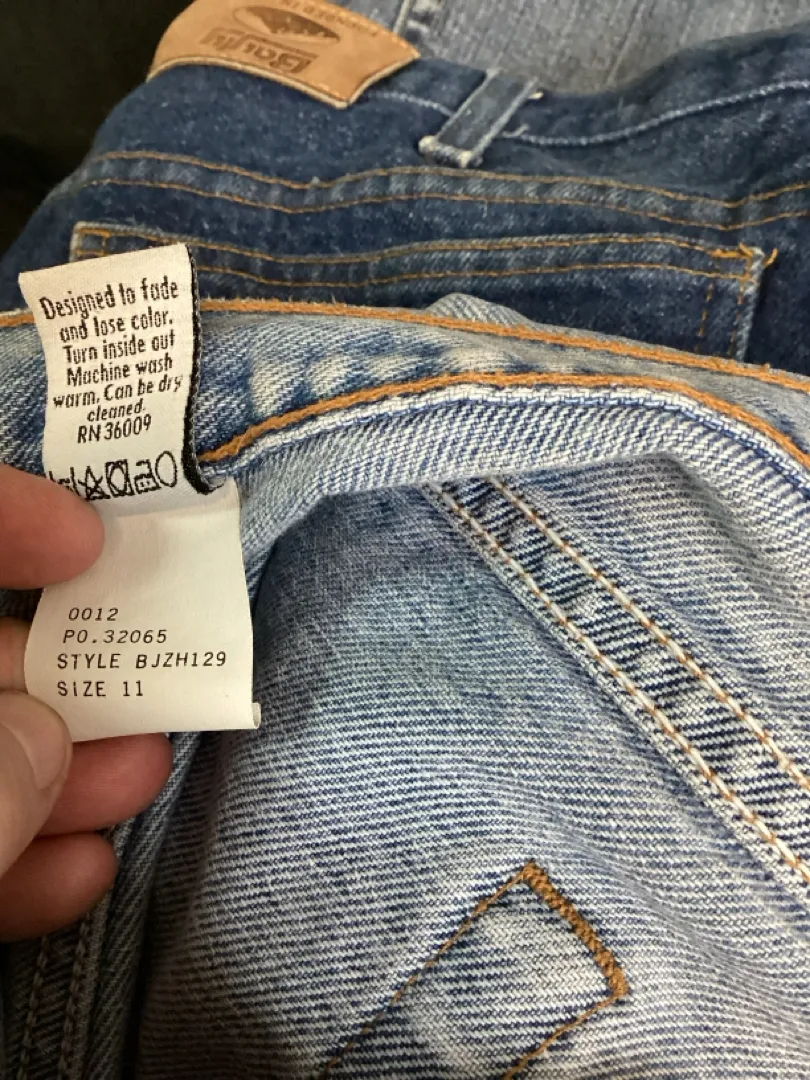 Designed to fade
and lose color.
Turn inside out
Machine wash
warm. Can be dry
cleaned.
RN 36009
0012
PO.32065
STYLE BJZH129
SIZE 11